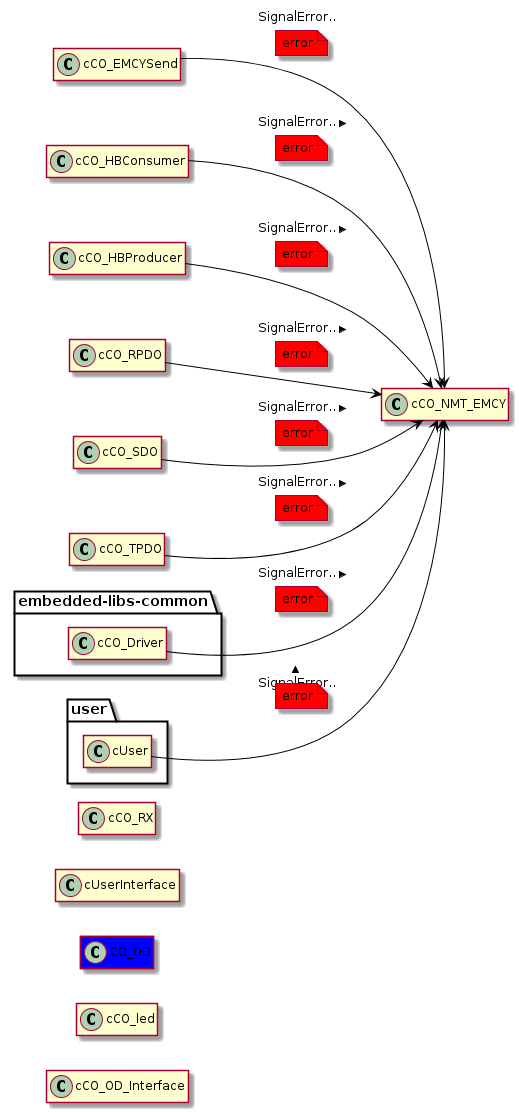 SignalError..
error
C cCO_EMCYSend
SignalError..
error
C cCO_HBConsumer
SignalError..
error
C cCO_HBProducer
SignalError..
error
C cCO_RPDO
C cCO_NMT_EMCY
SignalError..
error
C cCO_SDO
SignalError..
error
C cCO_TPDO
SignalError..
error
embedded-libs-common
C cCO_Driver
SignalError..
error
user
C cUser
C cCO_RX
C cUserInterface
C CO_OD
C cCO_led
C cCO_OD_Interface